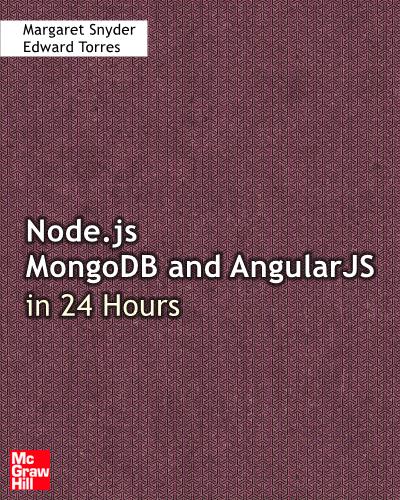 Margaret Snyder
Edward Torres
Node.js
MongoDB and AngularJS
in 24 Hours
Mc
Graw
Hill